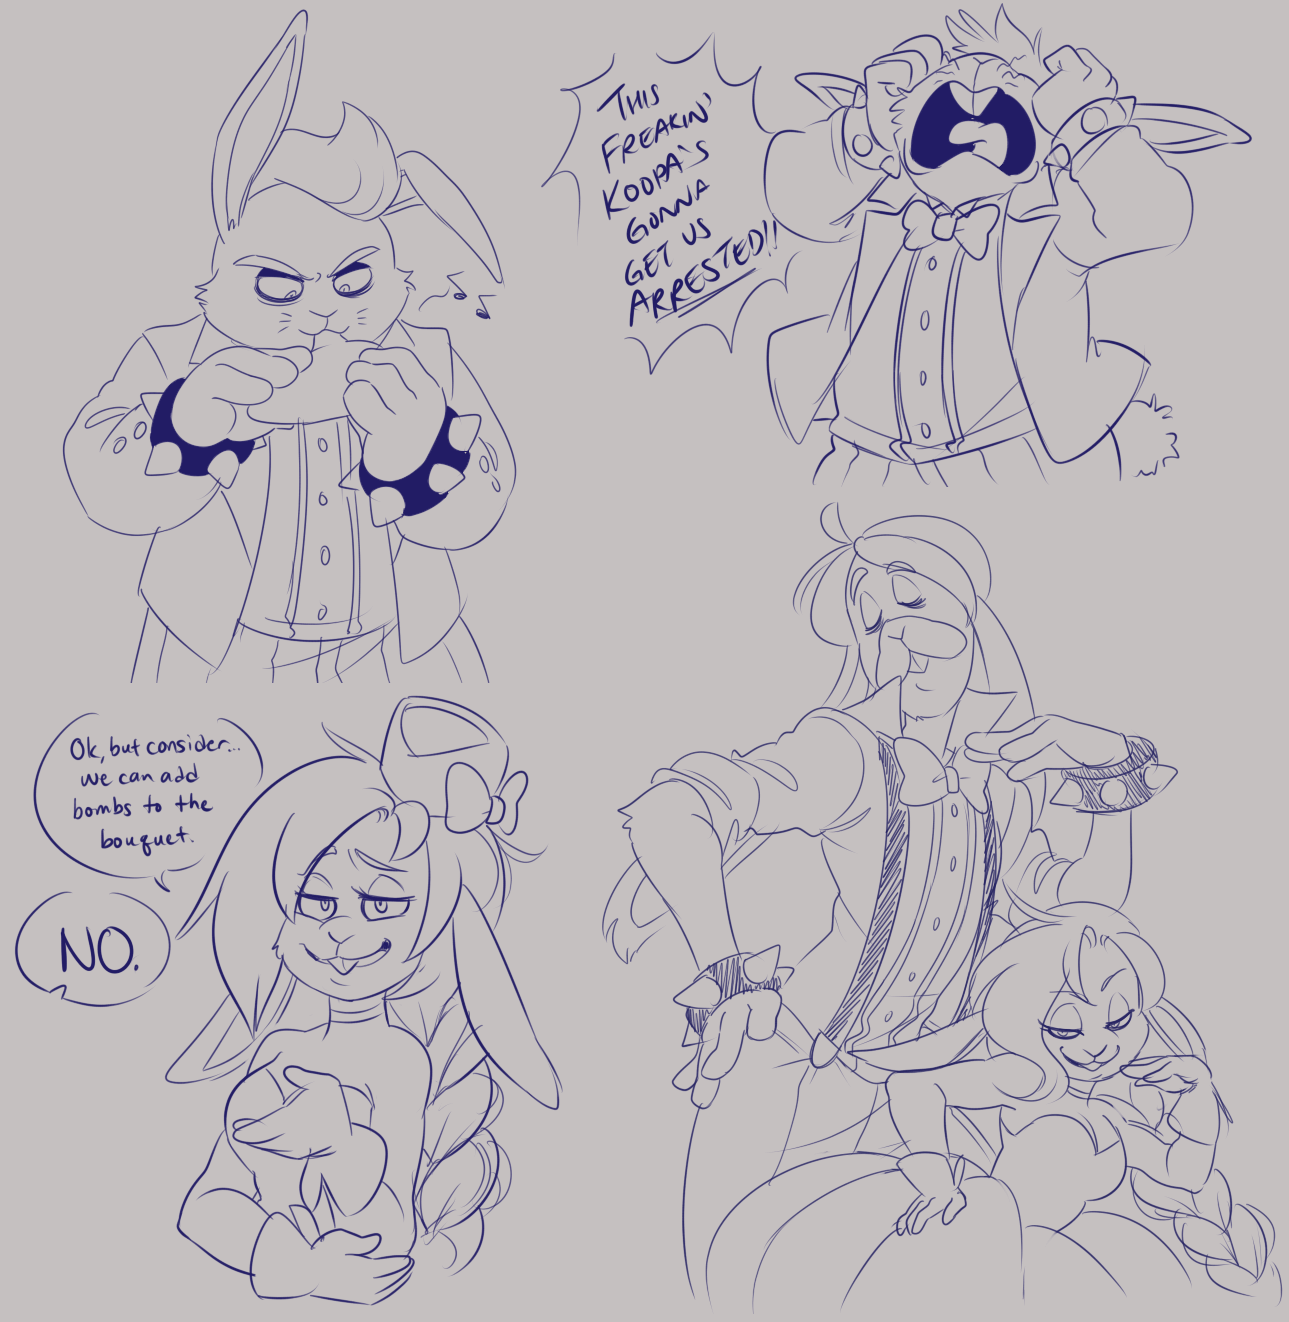 THIS
FREAKIN'
KOOPA'S
GONNA
GET US
ARRESTED!!
Ok, but consider...
we can add
bombs to the
bouquet.
NO.